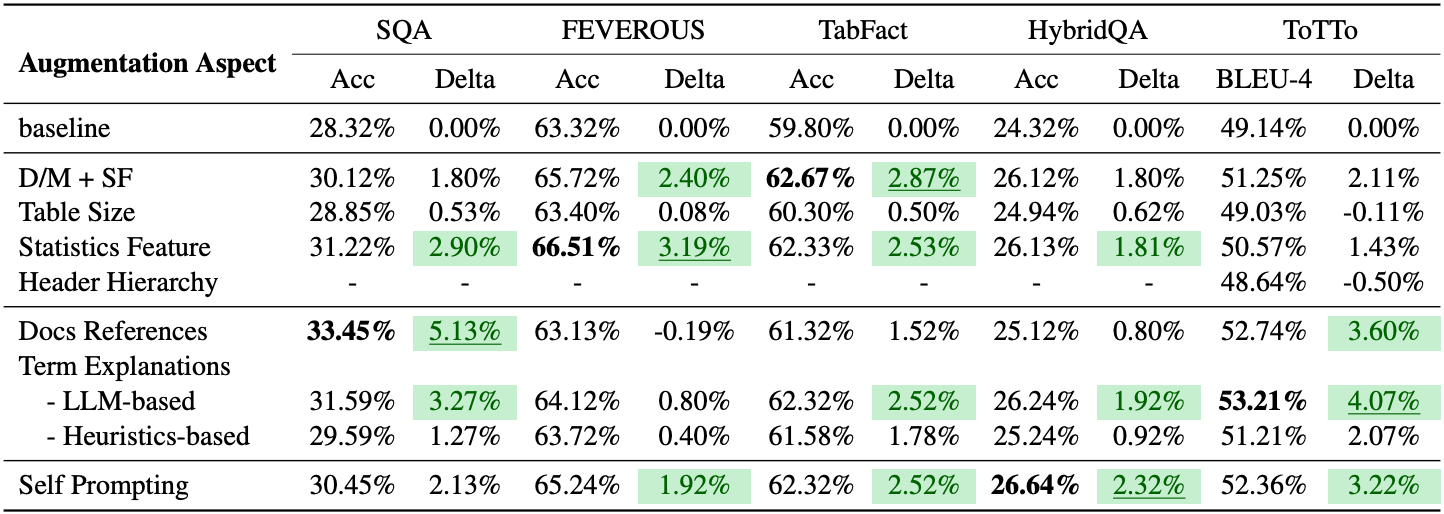 SQA FEVEROUS TabFact HybridQA ToTTo
Augmentation Aspect
Acc Delta Acc Delta Acc Delta Acc Delta BLEU-4 Delta
baseline 28.32% 0.00% 63.32% 0.00% 59.80% 0.00% 24.32% 0.00% 49.14% 0.00%
D/M + SF 30.12% 1.80% 65.72% 2.40% 62.67% 2.87% 26.12% 1.80% 51.25% 2.11%
Table Size 28.85% 0.53% 63.40% 0.08% 60.30% 0.50% 24.94% 0.62% 49.03% -0.11%
Statistics Feature 31.22% 2.90% 66.51% 3.19% 62.33% 2.53% 26.13% 1.81% 50.57% 1.43%
Header Hierarchy - - - - - - - - 48.64% -0.50%
Docs References 33.45% 5.13% 63.13% -0.19% 61.32% 1.52% 25.12% 0.80% 52.74% 3.60%
Term Explanations
- LLM-based 31.59% 3.27% 64.12% 0.80% 62.32% 2.52% 26.24% 1.92% 53.21% 4.07%
- Heuristics-based 29.59% 1.27% 63.72% 0.40% 61.58% 1.78% 25.24% 0.92% 51.21% 2.07%
Self Prompting 30.45% 2.13% 65.24% 1.92% 62.32% 2.52% 26.64% 2.32% 52.36% 3.22%